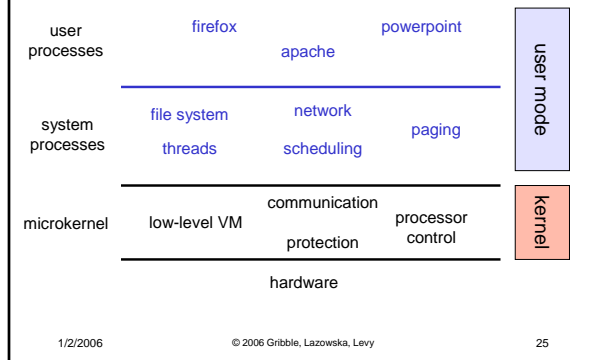 user processes
firefox
powerpoint
apache
user mode
system processes
file system
network
paging
threads
scheduling
microkernel
low-level VM
communication
processor control
protection
kernel
hardware
1/2/2006
© 2006 Gribble, Lazowska, Levy
25